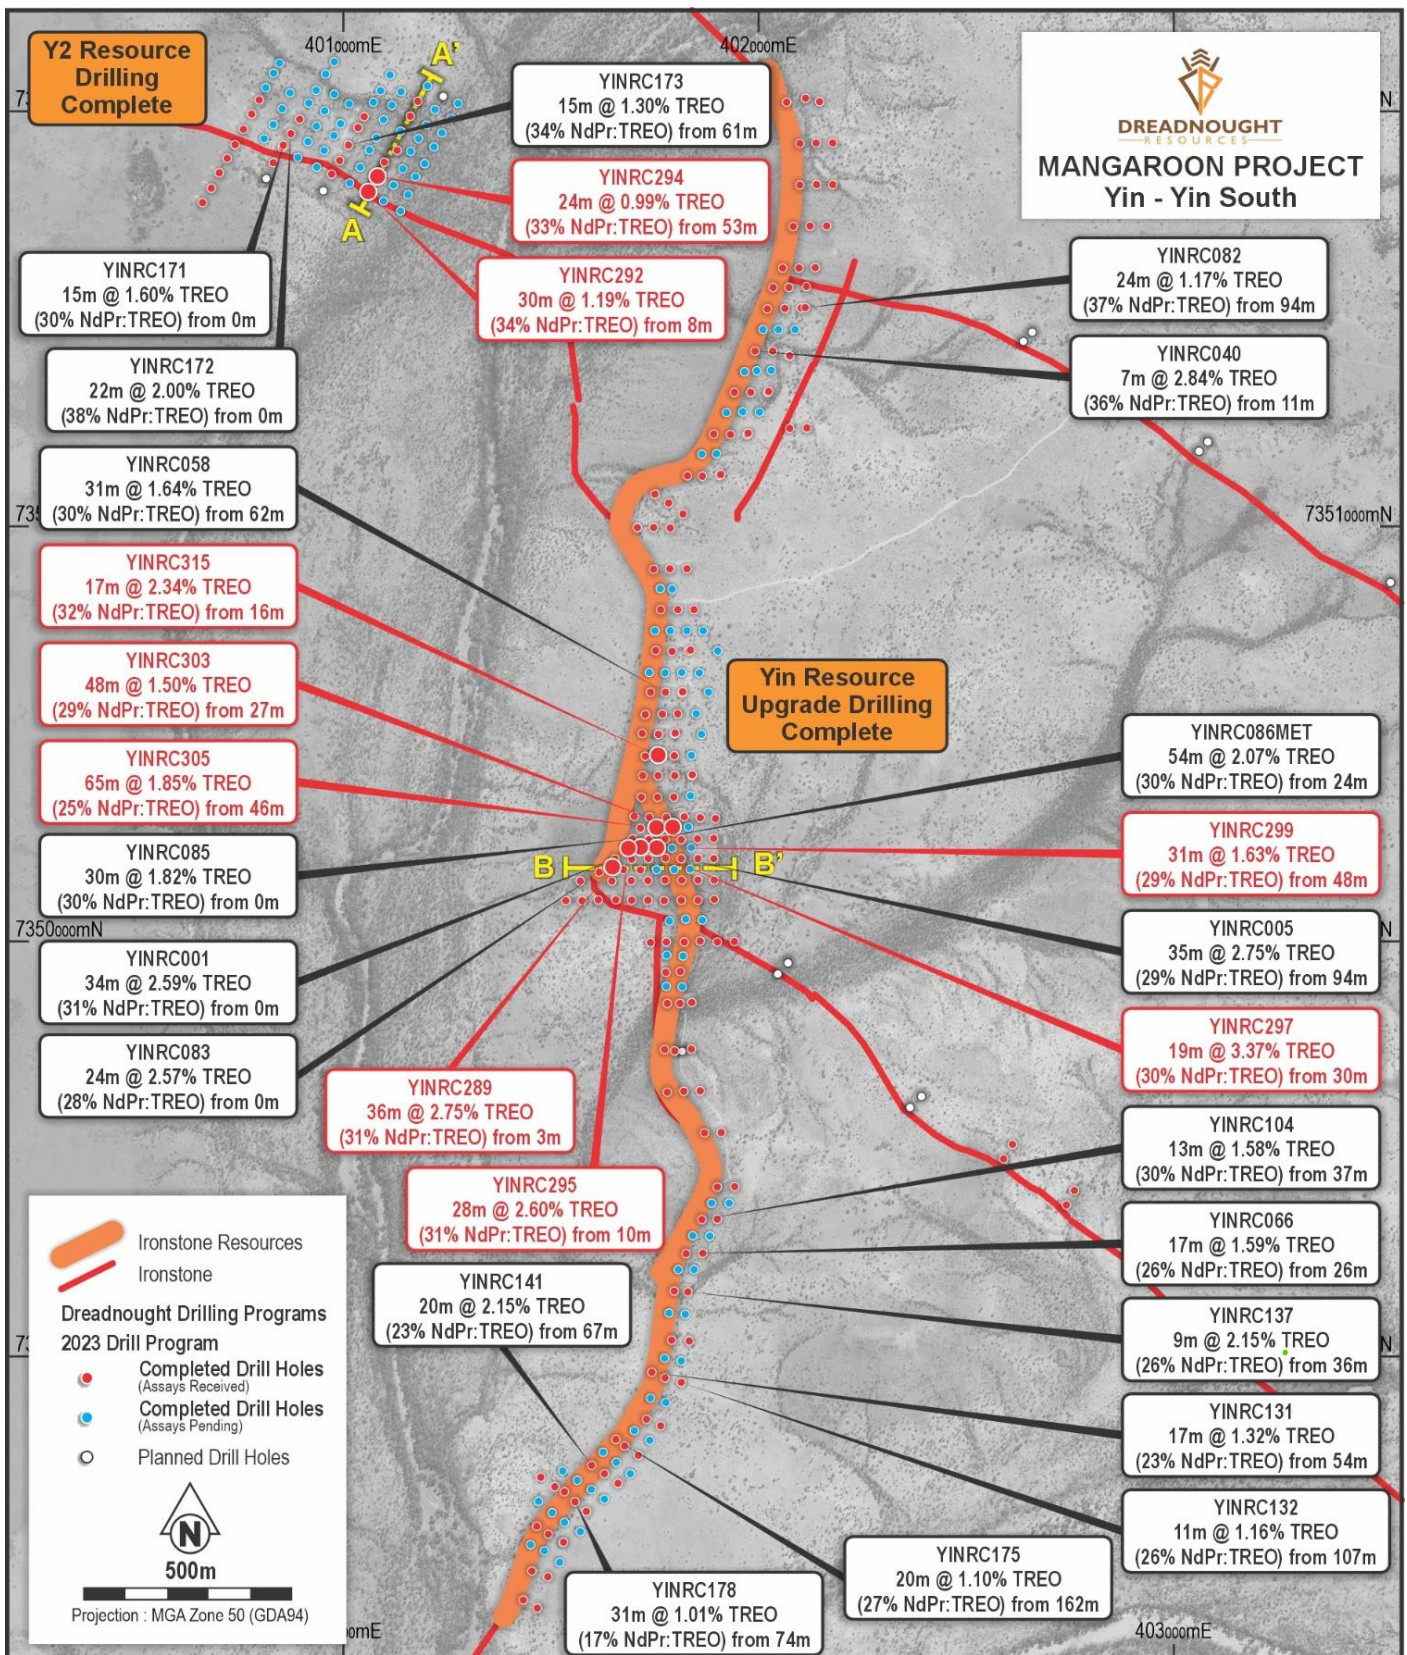 401000mE
402000mE
Y2 Resource
Drilling
Complete
A'
A
YINRC173
15m @ 1.30% TREO
(34% NdPr:TREO) from 61m
DREADNOUGHT
RESOURCES
MANGAROON PROJECT
Yin - Yin South
N
YINRC294
24m @ 0.99% TREO
(33% NdPr:TREO) from 53m
YINRC171
15m @ 1.60% TREO
(30% NdPr:TREO) from 0m
YINRC292
30m @ 1.19% TREO
(34% NdPr:TREO) from 8m
YINRC082
24m @ 1.17% TREO
(37% NdPr:TREO) from 94m
YINRC172
22m @ 2.00% TREO
(38% NdPr:TREO) from 0m
YINRC040
7m @ 2.84% TREO
(36% NdPr:TREO) from 11m
YINRC058
31m @ 1.64% TREO
(30% NdPr:TREO) from 62m
7351000mN
YINRC315
17m @ 2.34% TREO
(32% NdPr:TREO) from 16m
YINRC303
48m @ 1.50% TREO
(29% NdPr:TREO) from 27m
Yin Resource
Upgrade Drilling
Complete
YINRC305
65m @ 1.85% TREO
(25% NdPr:TREO) from 46m
YINRC086MET
54m @ 2.07% TREO
(30% NdPr:TREO) from 24m
YINRC085
30m @ 1.82% TREO
(30% NdPr:TREO) from 0m
B
B'
YINRC299
31m @ 1.63% TREO
(29% NdPr:TREO) from 48m
7350000mN
N
YINRC001
34m @ 2.59% TREO
(31% NdPr:TREO) from 0m
YINRC005
35m @ 2.75% TREO
(29% NdPr:TREO) from 94m
YINRC083
24m @ 2.57% TREO
(28% NdPr:TREO) from 0m
YINRC297
19m @ 3.37% TREO
(30% NdPr:TREO) from 30m
YINRC289
36m @ 2.75% TREO
(31% NdPr:TREO) from 3m
YINRC104
13m @ 1.58% TREO
(30% NdPr:TREO) from 37m
YINRC295
28m @ 2.60% TREO
(31% NdPr:TREO) from 10m
YINRC066
17m @ 1.59% TREO
(26% NdPr:TREO) from 26m
YINRC141
20m @ 2.15% TREO
(23% NdPr:TREO) from 67m
YINRC137
9m @ 2.15% TREO
(26% NdPr:TREO) from 36m
N
YINRC131
17m @ 1.32% TREO
(23% NdPr:TREO) from 54m
YINRC132
11m @ 1.16% TREO
(26% NdPr:TREO) from 107m
YINRC175
20m @ 1.10% TREO
(27% NdPr:TREO) from 162m
YINRC178
31m @ 1.01% TREO
(17% NdPr:TREO) from 74m
Ironstone Resources
Ironstone
Dreadnought Drilling Programs
2023 Drill Program
Completed Drill Holes
(Assays Received)
Completed Drill Holes
(Assays Pending)
Planned Drill Holes
N
500m
Projection : MGA Zone 50 (GDA94)
mE
403000mE